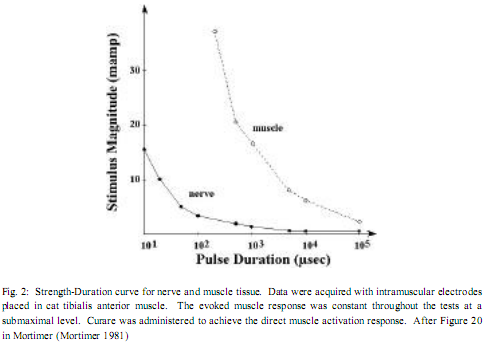 Stimulus Magnitude (mamp)
30
20
10
muscle
nerve
10¹ 10² 10³ 10⁴ 10⁵
Pulse Duration (µsec)
Fig. 2: Strength-Duration curve for nerve and muscle tissue. Data were acquired with intramuscular electrodes
placed in cat tibialis anterior muscle. The evoked muscle response was constant throughout the tests at a
submaximal level. Curare was administered to achieve the direct muscle activation response. After Figure 20
in Mortimer (Mortimer 1981)